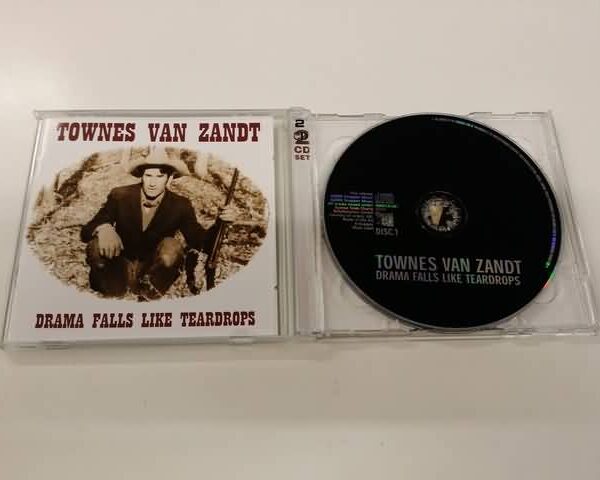 TOWNES VAN ZANDT
DRAMA FALLS LIKE TEARDROPS
2
CD
SET
DISC 1
TOWNES VAN ZANDT
DRAMA FALLS LIKE TEARDROPS